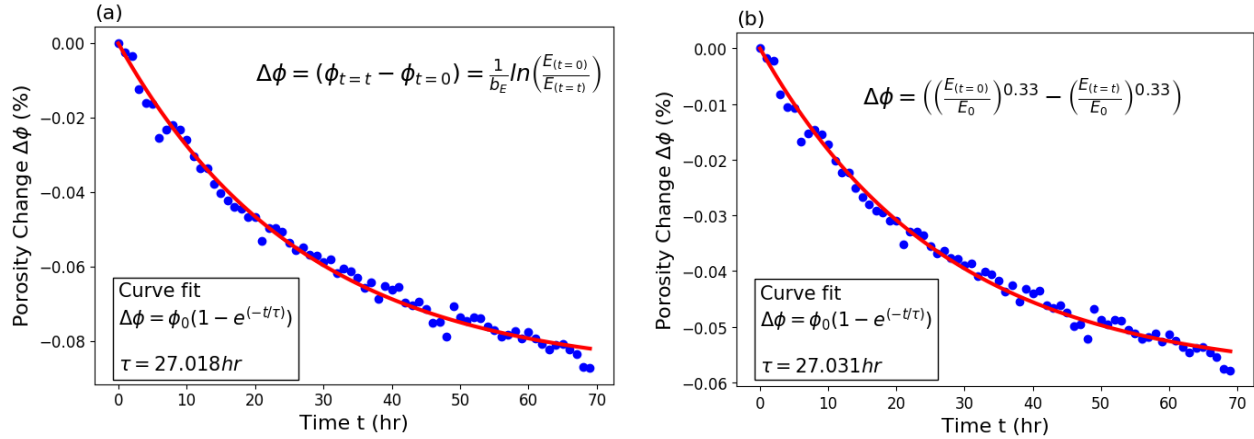 (a)
Δϕ = (ϕ_{t=t} − ϕ_{t=0}) = \frac{1}{b_E} ln(\frac{E_{(t=0)}}{E_{(t=t)}})
Porosity Change Δϕ (%)
0.00
−0.02
−0.04
−0.06
−0.08
Curve fit
Δϕ = ϕ_0(1 − e^{(−t/τ)})
τ = 27.018hr
0 10 20 30 40 50 60 70
Time t (hr)
(b)
Δϕ = ((\frac{E_{(t=0)}}{E_0})^{0.33} − (\frac{E_{(t=t)}}{E_0})^{0.33})
Porosity Change Δϕ (%)
0.00
−0.01
−0.02
−0.03
−0.04
−0.05
−0.06
Curve fit
Δϕ = ϕ_0(1 − e^{(−t/τ)})
τ = 27.031hr
0 10 20 30 40 50 60 70
Time t (hr)